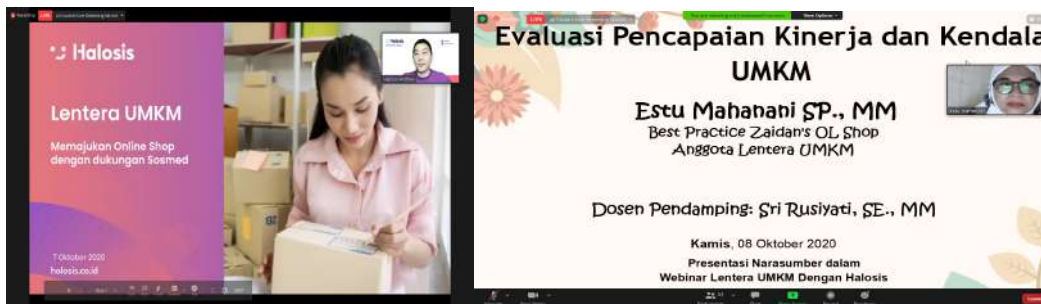 Halosis
Lentera UMKM
Memajukan Online Shop
dengan dukungan Sosmed
7 Oktober 2020
halosis.co.id
Evaluasi Pencapaian Kinerja dan Kendala
UMKM
Estu Mahanani SP., MM
Best Practice Zaidan's OL Shop
Anggota Lentera UMKM
Dosen Pendamping: Sri Rusiyati, SE., MM
Kamis, 08 Oktober 2020
Presentasi Narasumber dalam
Webinar Lentera UMKM Dengan Halosis